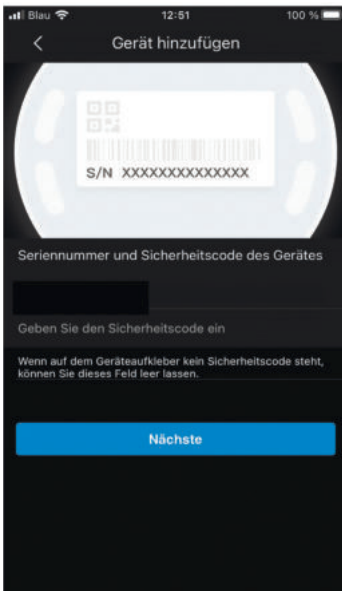 Blau 12:51 100 %
Gerät hinzufügen
S/N XXXXXXXXXXXXXX
Seriennummer und Sicherheitscode des Gerätes
Geben Sie den Sicherheitscode ein
Wenn auf dem Geräteaufkleber kein Sicherheitscode steht,
können Sie dieses Feld leer lassen.
Nächste